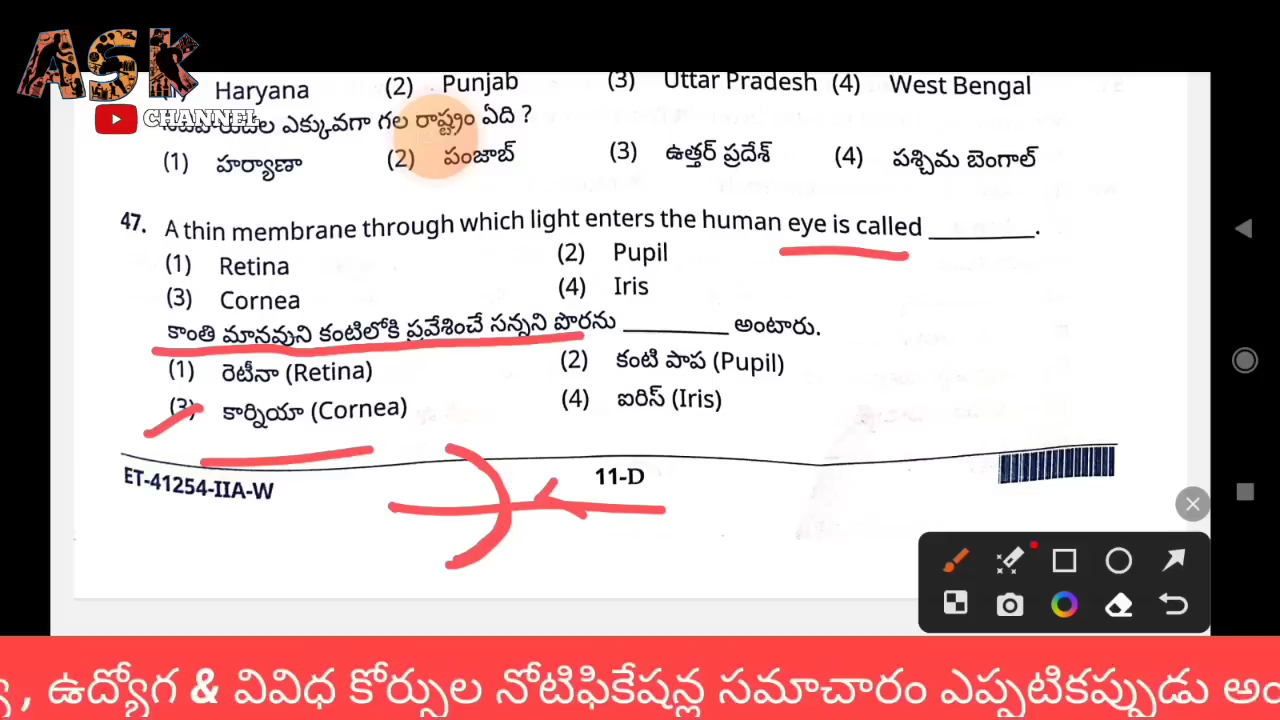 ASK
CHANNEL
Haryana (2) Punjab (3) Uttar Pradesh (4) West Bengal
ఎక్కువగా గల రాష్ట్రం ఏది ?
(1) హర్యాణా (2) పంజాబ్ (3) ఉత్తర్ ప్రదేశ్ (4) పశ్చిమ బెంగాల్
47. A thin membrane through which light enters the human eye is called ________.
(1) Retina (2) Pupil
(3) Cornea (4) Iris
కాంతి మానవుని కంటిలోకి ప్రవేశించే సన్నని పొరను ________ అంటారు.
(1) రెటీనా (Retina) (2) కంటి పాప (Pupil)
(3) కార్నియా (Cornea) (4) ఐరిస్ (Iris)
ET-41254-IIA-W 11-D
, ఉద్యోగ & వివిధ కోర్సుల నోటిఫికేషన్ల సమాచారం ఎప్పటికప్పుడు అం